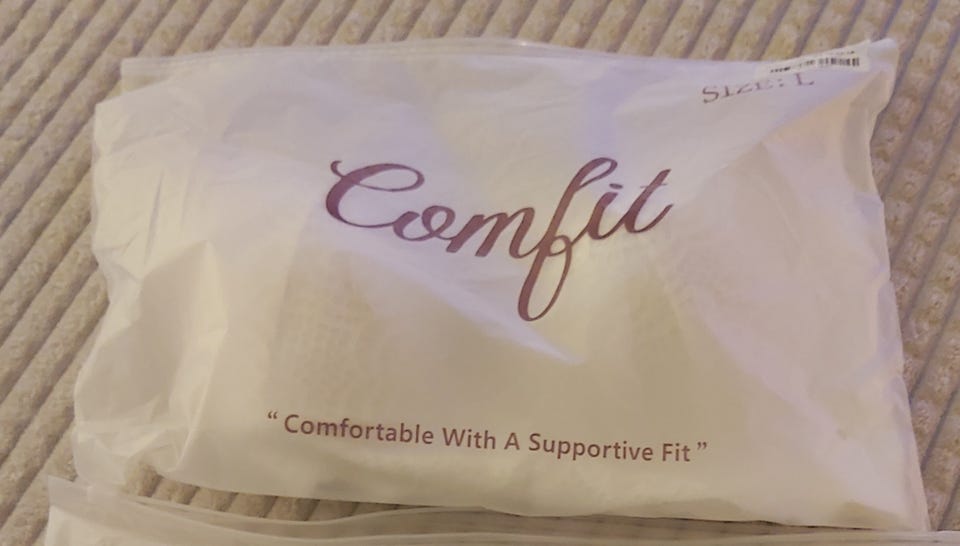 SIZE: L
Comfit
“ Comfortable With A Supportive Fit ”